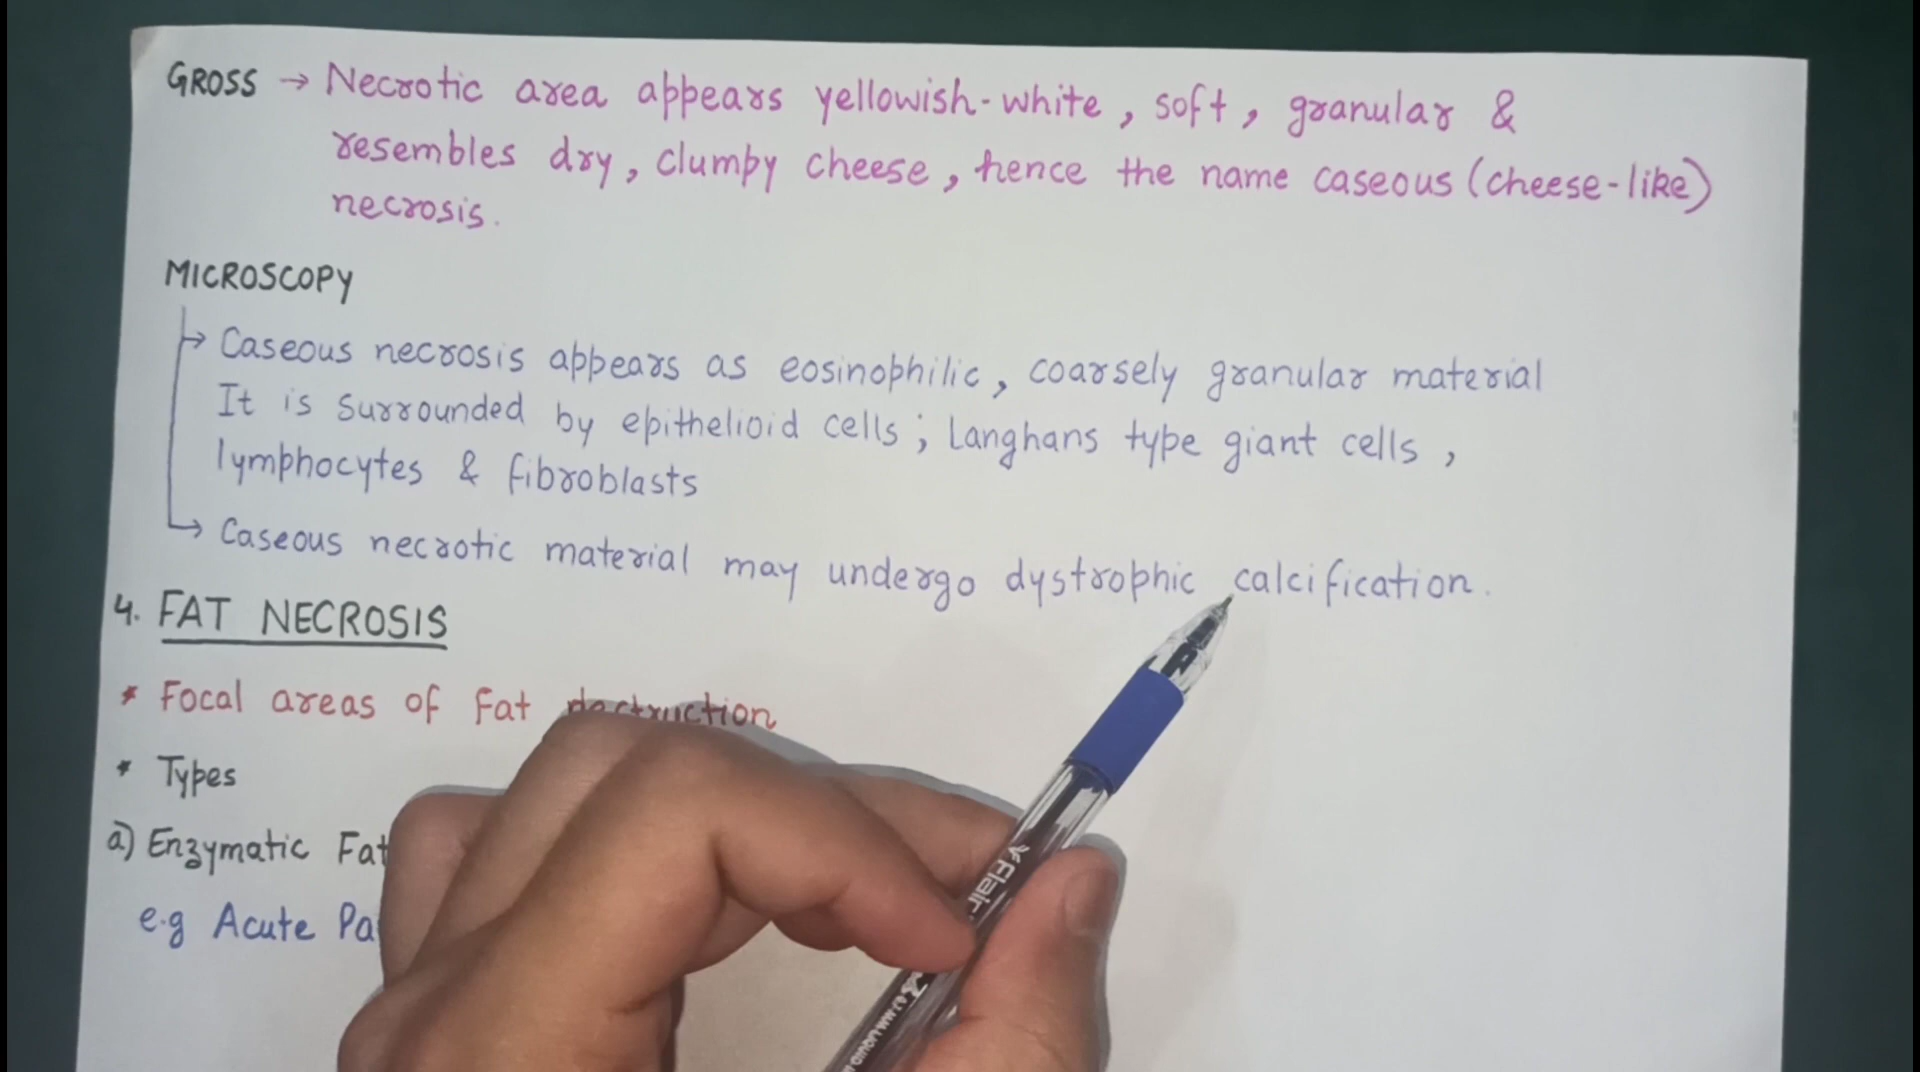 GROSS → Necrotic area appears yellowish-white, soft, granular &
resembles dry, clumpy cheese, hence the name caseous (cheese-like)
necrosis.
MICROSCOPY
→ Caseous necrosis appears as eosinophilic, coarsely granular material
It is surrounded by epithelioid cells; Langhans type giant cells,
lymphocytes & fibroblasts
→ Caseous necrotic material may undergo dystrophic calcification.
4. FAT NECROSIS
* Focal areas of fat destruction
* Types
a) Enzymatic Fat
e.g Acute Pa
Flair